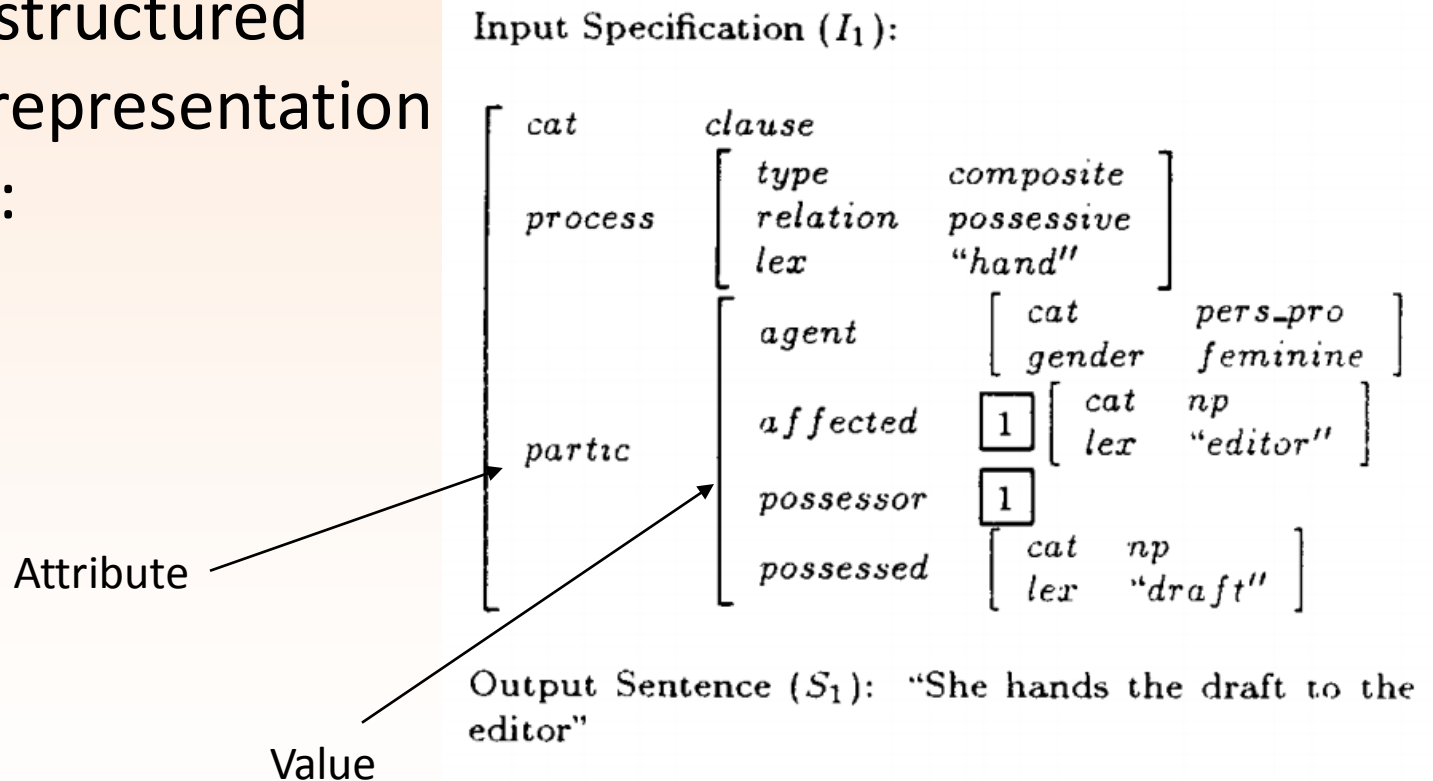 structured
representation
:
Input Specification (I₁):
cat clause
process
type composite
relation possessive
lex “hand”
partic
agent
cat pers_pro
gender feminine
affected 1
cat np
lex “editor”
possessor 1
possessed
cat np
lex “draft”
Attribute
Value
Output Sentence (S₁): “She hands the draft to the
editor”